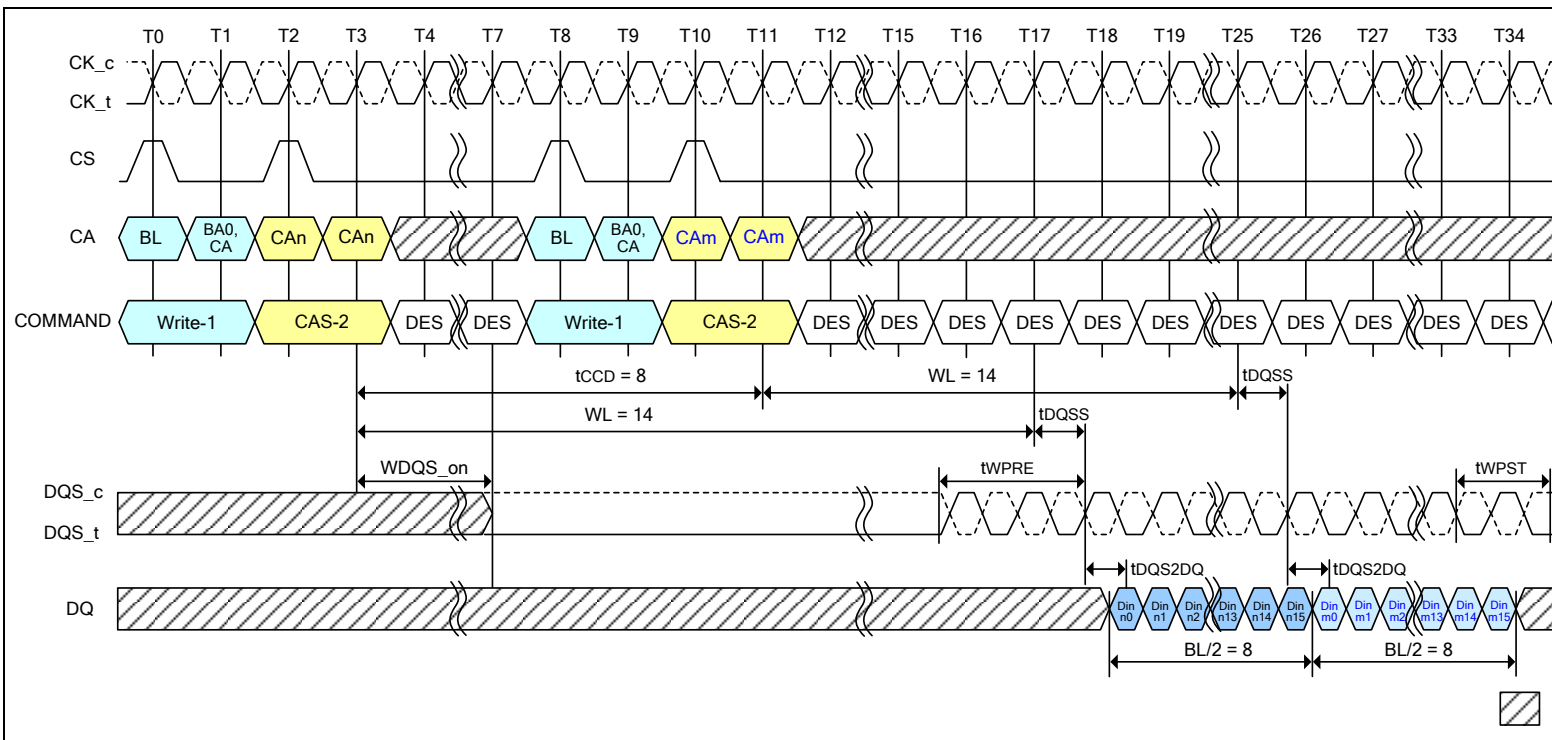 T0 T1 T2 T3 T4 T7 T8 T9 T10 T11 T12 T15 T16 T17 T18 T19 T25 T26 T27 T33 T34
CK_c
CK_t
CS
CA BL BA0, CA CAn CAn BL BA0, CA CAm CAm
COMMAND Write-1 CAS-2 DES DES Write-1 CAS-2 DES DES DES DES DES DES DES DES DES DES DES
tCCD = 8 WL = 14 tDQSS
WL = 14 tDQSS
WDQS_on tWPRE tWPST
DQS_c
DQS_t
tDQS2DQ tDQS2DQ
DQ Din n0 Din n1 Din n2 Din n13 Din n14 Din n15 Din m0 Din m1 Din m2 Din m13 Din m14 Din m15
BL/2 = 8 BL/2 = 8